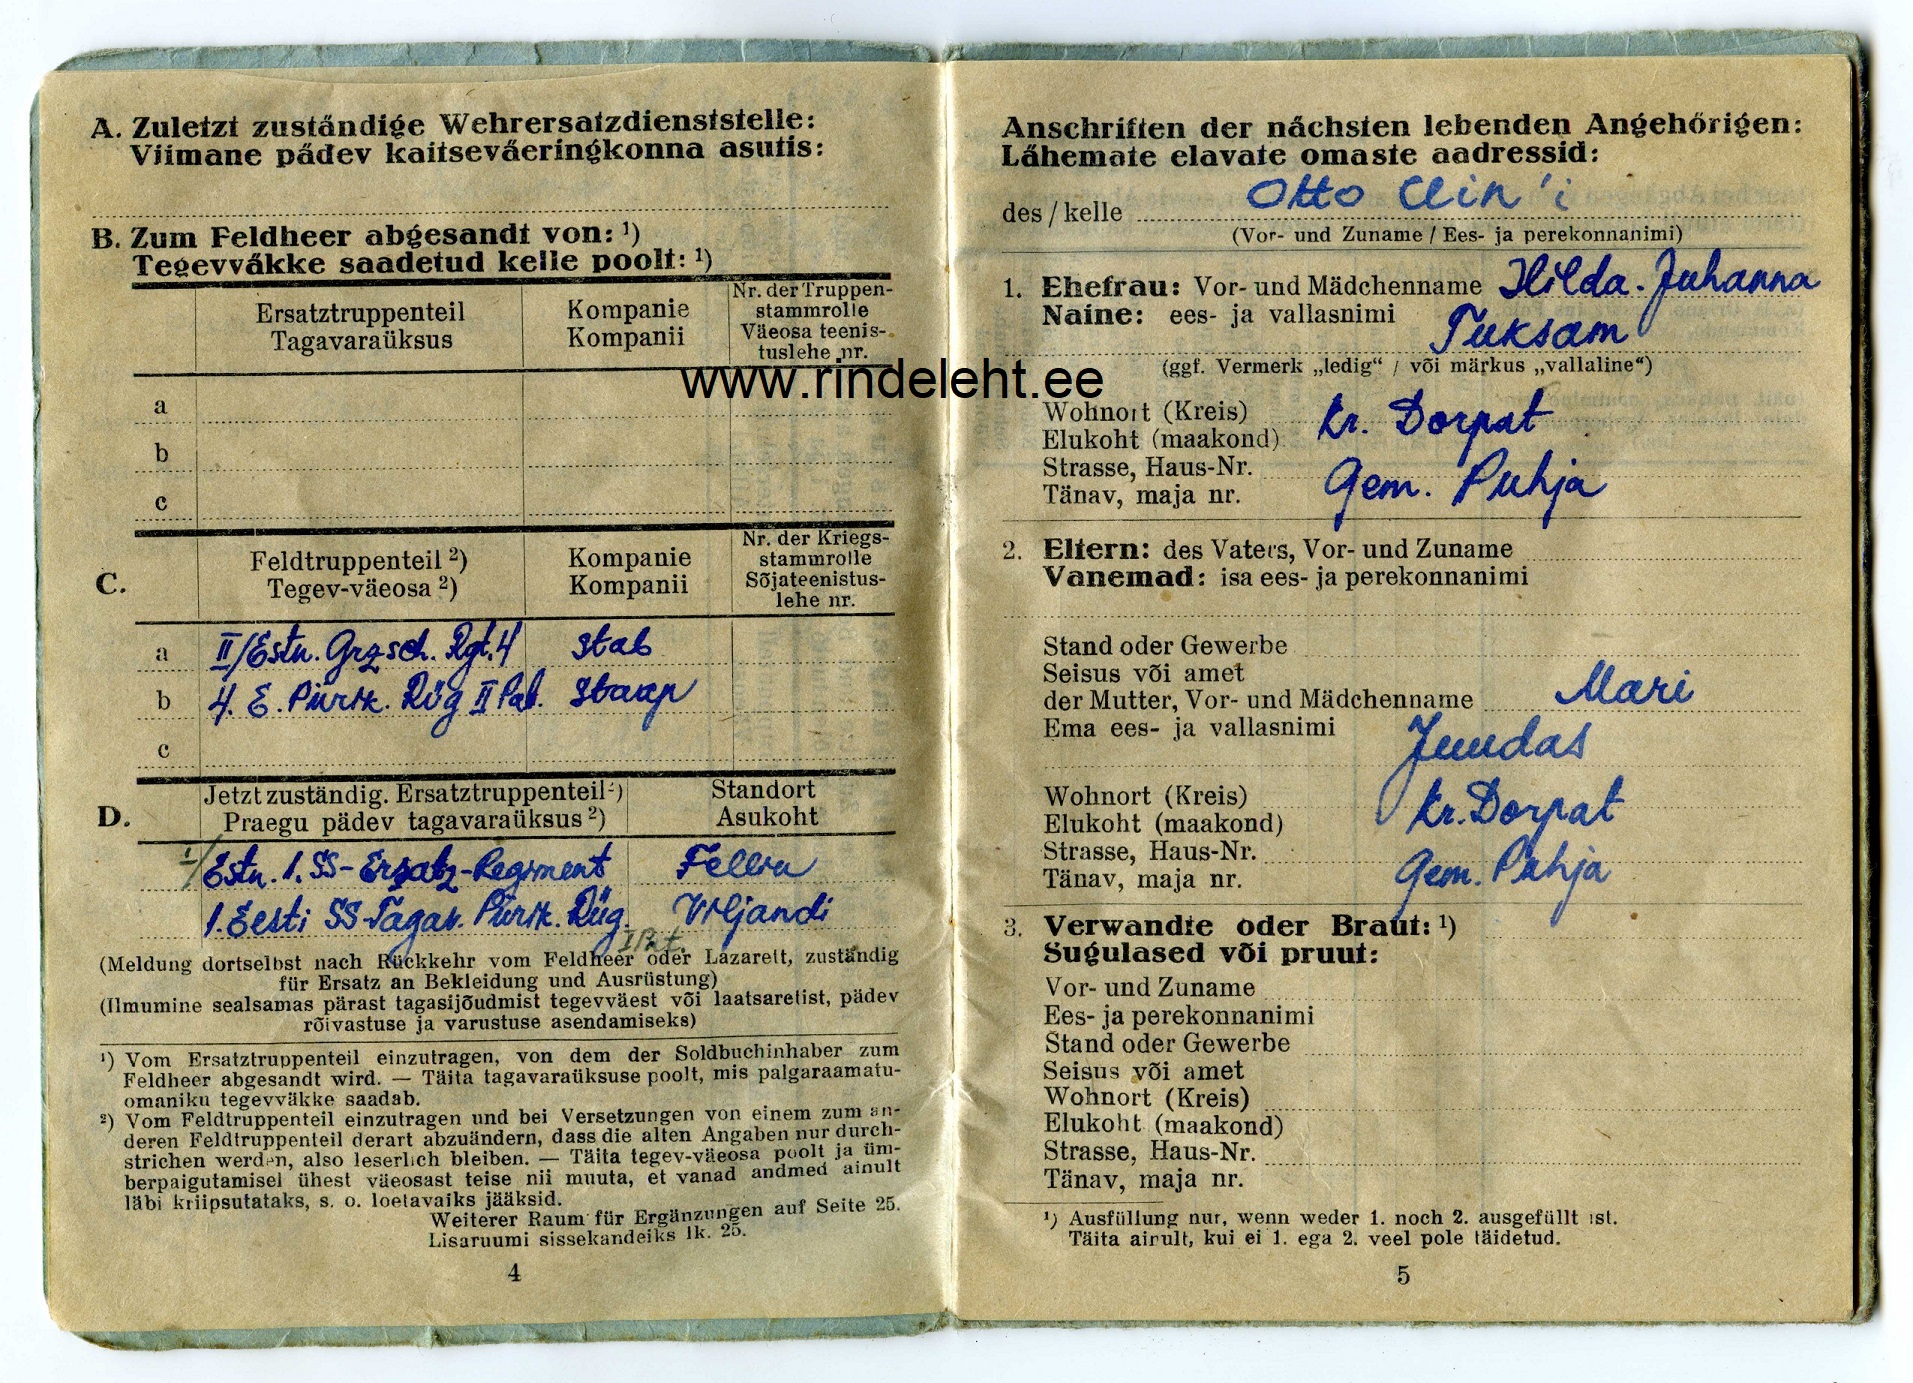 A. Zuletzt zuständige Wehrersatzdienststelle:
Viimane pädev kaitseväeringkonna asutis:
B. Zum Feldheer abgesandt von: ¹)
Tegevväkke saadetud kelle poolt: ¹)
Ersatztruppenteil
Tagavaraüksus
Kompanie
Kompanii
Nr. der Truppen-
stammrolle
Väeosa teenis-
tuslehe nr.
www.rindeleht.ee
a
b
c
C.
Feldtruppenteil ²)
Tegev-väeosa ²)
Kompanie
Kompanii
Nr. der Kriegs-
stammrolle
Sõjateenistus-
lehe nr.
a II/Estn. Grzsch. Rgt. 4 Stab
b 4. E. Piirik. Rüg II Pat. Staap
c
D.
Jetzt zuständig. Ersatztruppenteil ²)
Praegu pädev tagavaraüksus ²)
Standort
Asukoht
Estn. 1. SS-Ersatz-Regiment Fellin
1. Eesti SS-Tagav. Piirk. Rüg. Viljandi
I Pat.
(Meldung dortselbst nach Rückkehr vom Feldheer oder Lazarett, zuständig
für Ersatz an Bekleidung und Ausrüstung)
(Ilmumine sealsamas pärast tagasijõudmist tegevväest või laatsaretist, pädev
rõivastuse ja varustuse asendamiseks)
¹) Vom Ersatztruppenteil einzutragen, von dem der Soldbuchinhaber zum
Feldheer abgesandt wird. — Täita tagavaraüksuse poolt, mis palgaraamatu-
omaniku tegevväkke saadab.
²) Vom Feldtruppenteil einzutragen und bei Versetzungen von einem zum an-
deren Feldtruppenteil derart abzuändern, dass die alten Angaben nur durch-
strichen werden, also leserlich bleiben. — Täita tegev-väeosa poolt ja üm-
berpaigutamisel ühest väeosast teise nii muuta, et vanad andmed ainult
läbi kriipsutataks, s. o. loetavaiks jääksid.
Weiterer Raum für Ergänzungen auf Seite 25.
Lisaruumi sissekandeiks lk. 25.
4
Anschriften der nächsten lebenden Angehörigen:
Lähemate elavate omaste aadressid:
des / kelle Otto Clin'i
(Vor- und Zuname / Ees- ja perekonnanimi)
1. Ehefrau: Vor- und Mädchenname Hilda-Juhanna
Naine: ees- ja vallasnimi Tuksam
(ggf. Vermerk „ledig“ / või märkus „vallaline“)
Wohnort (Kreis)
Elukoht (maakond) Kr. Dorpat
Strasse, Haus-Nr.
Tänav, maja nr. Gem. Puhja
2. Eltern: des Vaters, Vor- und Zuname
Vanemad: isa ees- ja perekonnanimi
Stand oder Gewerbe
Seisus või amet
der Mutter, Vor- und Mädchenname Mari
Ema ees- ja vallasnimi Juudas
Wohnort (Kreis)
Elukoht (maakond) Kr. Dorpat
Strasse, Haus-Nr.
Tänav, maja nr. Gem. Puhja
3. Verwandte oder Braut: ¹)
Sugulased või pruut:
Vor- und Zuname
Ees- ja perekonnanimi
Stand oder Gewerbe
Seisus või amet
Wohnort (Kreis)
Elukoht (maakond)
Strasse, Haus-Nr.
Tänav, maja nr.
¹) Ausfüllung nur, wenn weder 1. noch 2. ausgefüllt ist.
Täita ainult, kui ei 1. ega 2. veel pole täidetud.
5